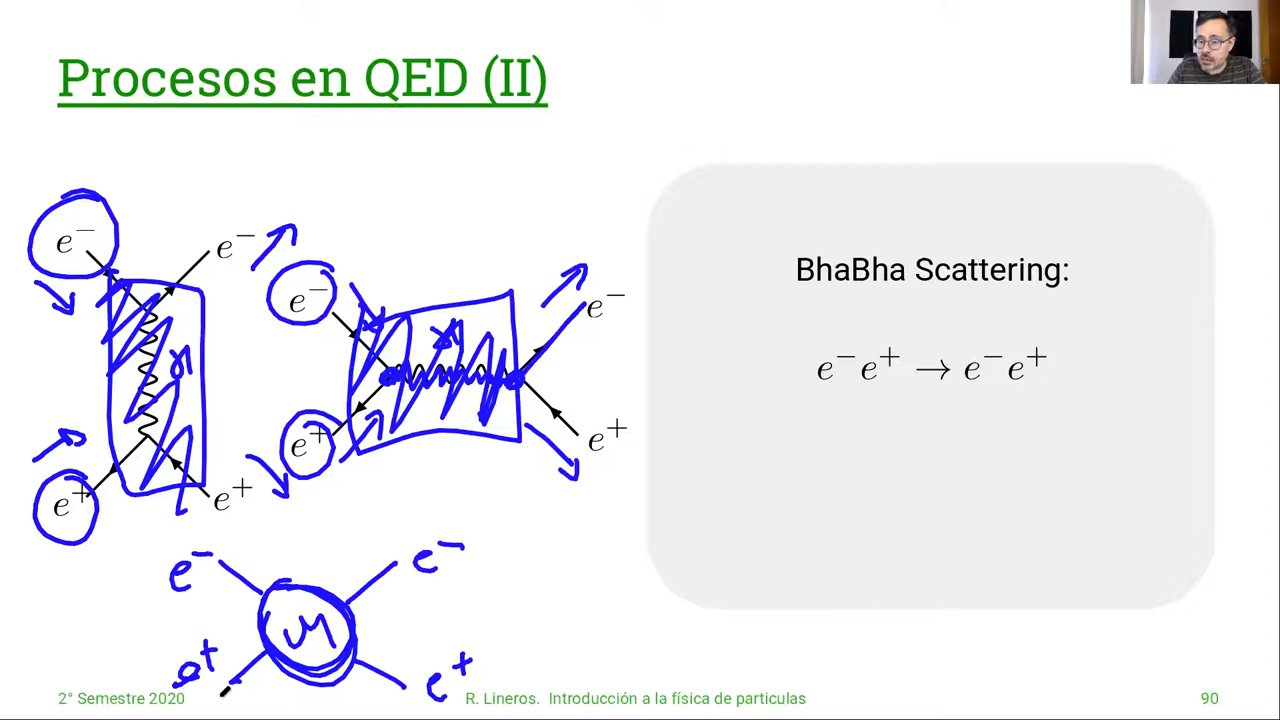 Procesos en QED (II)
e⁻ e⁻
e⁺ e⁺
γ
e⁻ e⁻
e⁺ e⁺
γ
e⁻ e⁻
M
e⁺ e⁺
BhaBha Scattering:
e⁻e⁺ → e⁻e⁺
2° Semestre 2020
R. Lineros. Introducción a la física de particulas
90